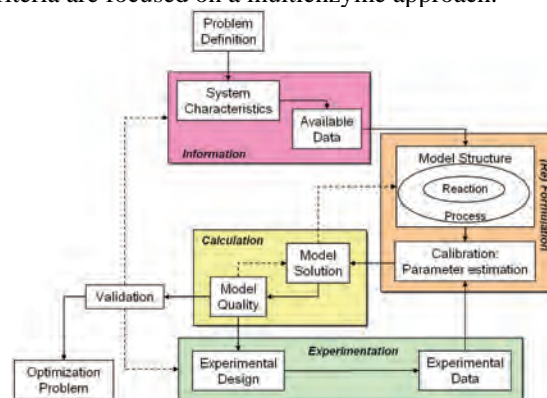 criteria are focused on a multienzyme approach.
Problem
Definition
System
Characteristics
Available
Data
Information
Model Structure
Reaction
Process
(Re) Formulation
Calculation
Model
Solution
Calibration:
Parameter estimation
Model
Quality
Validation
Experimentation
Optimization
Problem
Experimental
Design
Experimental
Data